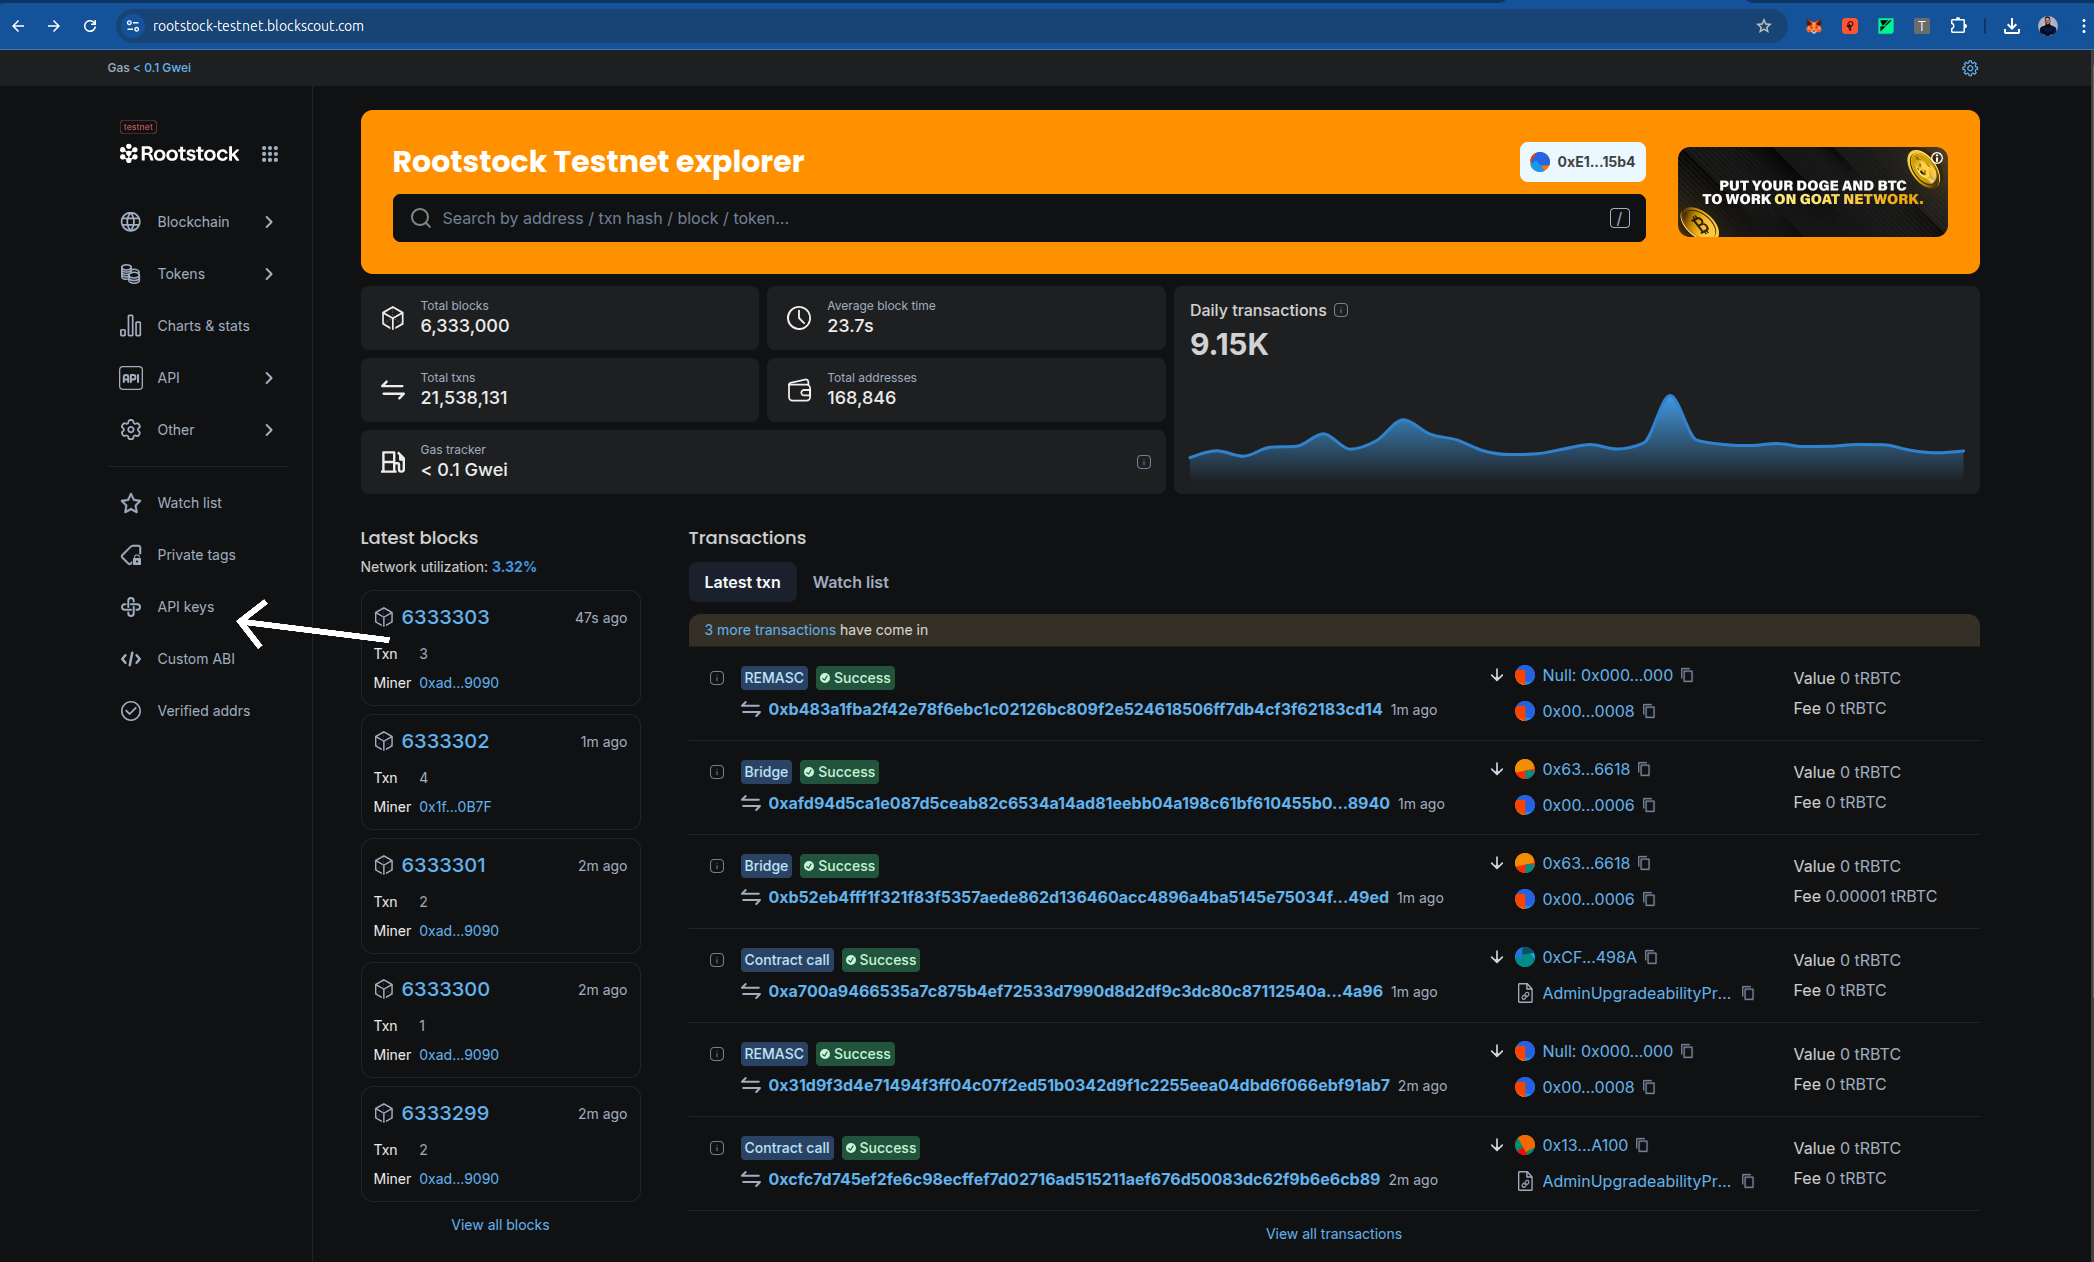 rootstock-testnet.blockscout.com
T
Gas < 0.1 Gwei
testnet
Rootstock
Blockchain
Tokens
Charts & stats
API API
Other
Watch list
Private tags
API keys
Custom ABI
Verified addrs
Rootstock Testnet explorer
0xE1...15b4
Search by address / txn hash / block / token...
/
PUT YOUR DOGE AND BTC
TO WORK ON GOAT NETWORK.
Total blocks
6,333,000
Average block time
23.7s
Total txns
21,538,131
Total addresses
168,846
Gas tracker
< 0.1 Gwei
Daily transactions
9.15K
Latest blocks
Network utilization: 3.32%
6333303 47s ago
Txn 3
Miner 0xad...9090
6333302 1m ago
Txn 4
Miner 0x1f...0B7F
6333301 2m ago
Txn 2
Miner 0xad...9090
6333300 2m ago
Txn 1
Miner 0xad...9090
6333299 2m ago
Txn 2
Miner 0xad...9090
View all blocks
Transactions
Latest txn Watch list
3 more transactions have come in
REMASC Success
0xb483a1fba2f42e78f6ebc1c02126bc809f2e524618506ff7db4cf3f62183cd14 1m ago
Null: 0x000...000
0x00...0008
Value 0 tRBTC
Fee 0 tRBTC
Bridge Success
0xafd94d5ca1e087d5ceab82c6534a14ad81eebb04a198c61bf610455b0...8940 1m ago
0x63...6618
0x00...0006
Value 0 tRBTC
Fee 0 tRBTC
Bridge Success
0xb52eb4fff1f321f83f5357aede862d136460acc4896a4ba5145e75034f...49ed 1m ago
0x63...6618
0x00...0006
Value 0 tRBTC
Fee 0.00001 tRBTC
Contract call Success
0xa700a9466535a7c875b4ef72533d7990d8d2df9c3dc80c87112540a...4a96 1m ago
0xCF...498A
AdminUpgradeabilityPr...
Value 0 tRBTC
Fee 0 tRBTC
REMASC Success
0x31d9f3d4e71494f3ff04c07f2ed51b0342d9f1c2255eea04dbd6f066ebf91ab7 2m ago
Null: 0x000...000
0x00...0008
Value 0 tRBTC
Fee 0 tRBTC
Contract call Success
0xcfc7d745ef2fe6c98ecffef7d02716ad515211aef676d50083dc62f9b6e6cb89 2m ago
0x13...A100
AdminUpgradeabilityPr...
Value 0 tRBTC
Fee 0 tRBTC
View all transactions